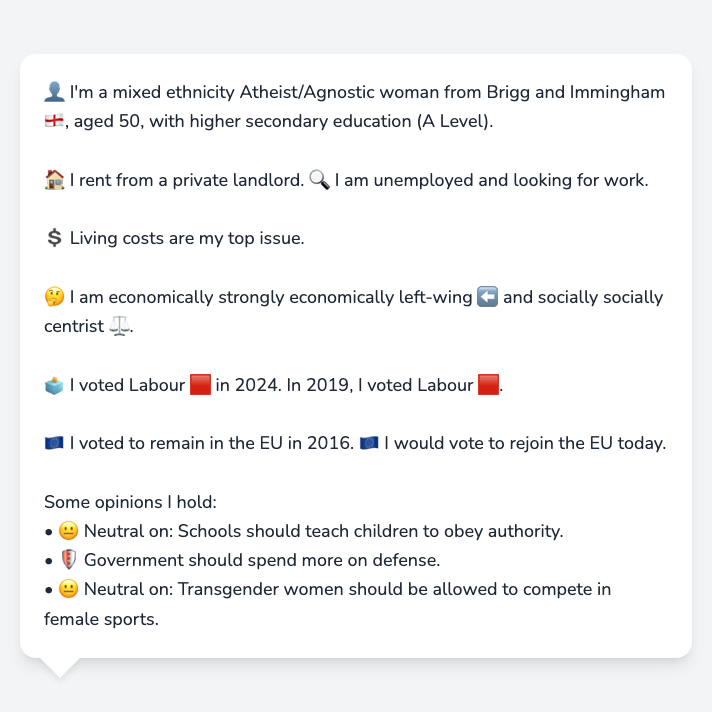 👤 I'm a mixed ethnicity Atheist/Agnostic woman from Brigg and Immingham
🏴󠁧󠁢󠁥󠁮󠁧󠁿, aged 50, with higher secondary education (A Level).
🏠 I rent from a private landlord. 🔍 I am unemployed and looking for work.
💲 Living costs are my top issue.
🤔 I am economically strongly economically left-wing ⬅️ and socially socially
centrist ⚖️.
🗳️ I voted Labour 🟥 in 2024. In 2019, I voted Labour 🟥.
🇪🇺 I voted to remain in the EU in 2016. 🇪🇺 I would vote to rejoin the EU today.
Some opinions I hold:
• 😐 Neutral on: Schools should teach children to obey authority.
• 🛡️ Government should spend more on defense.
• 😐 Neutral on: Transgender women should be allowed to compete in
female sports.